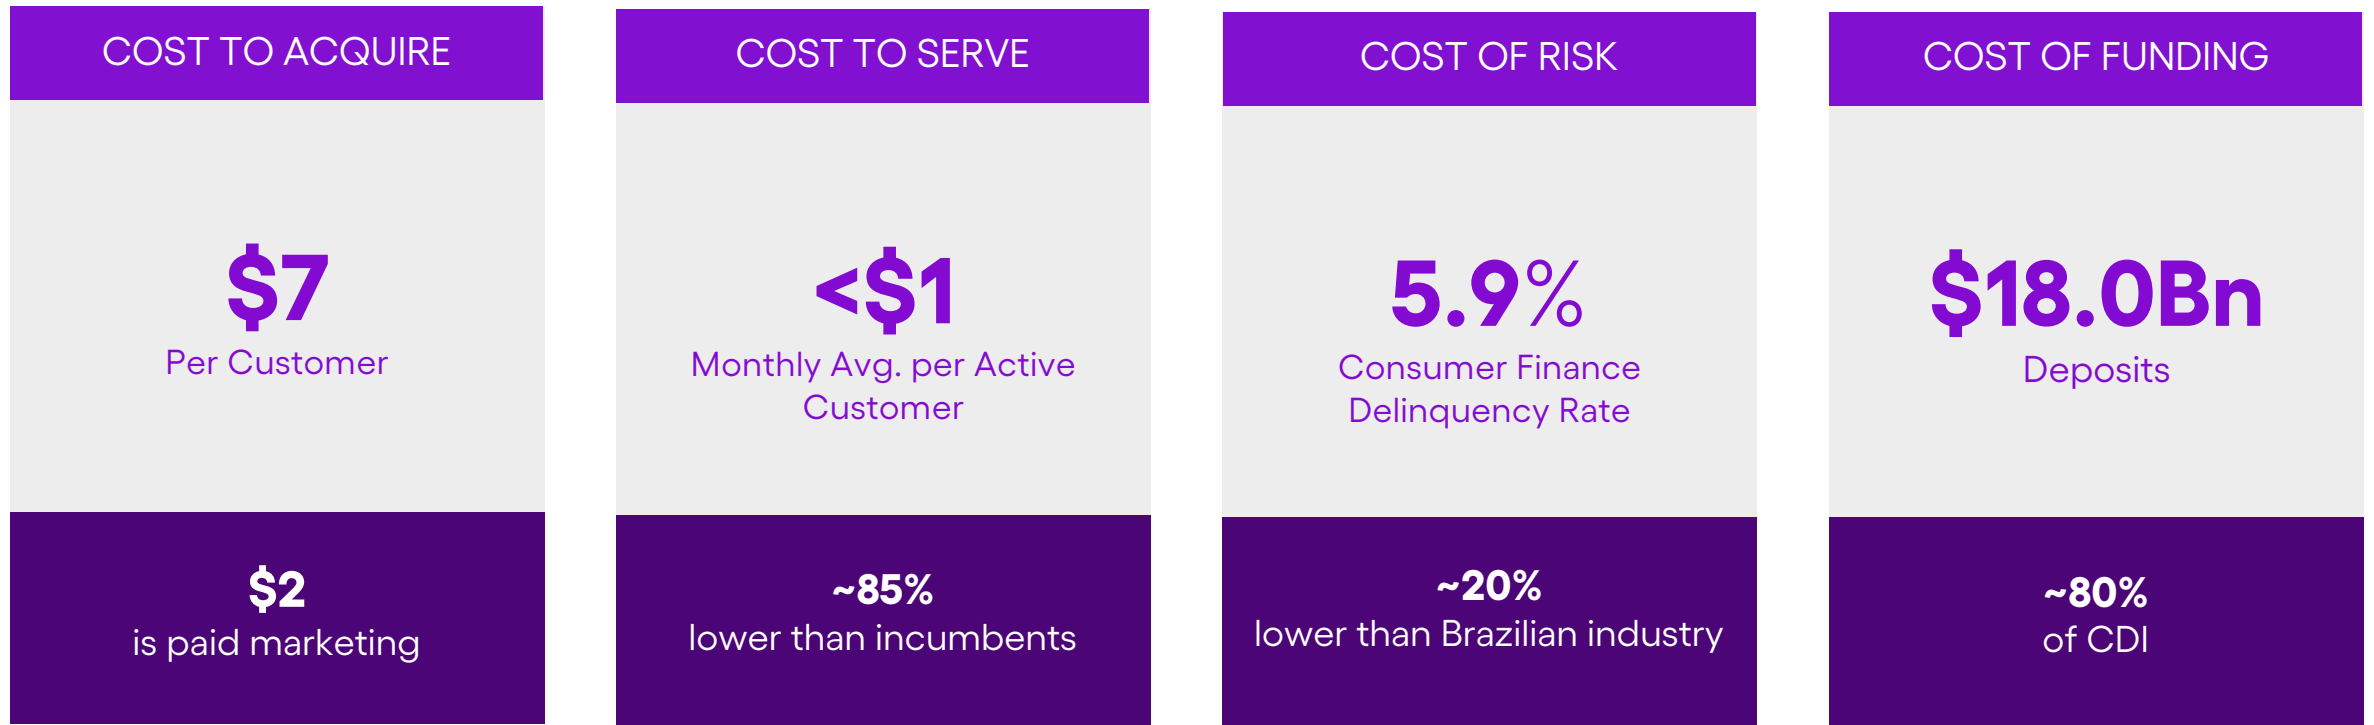 COST TO ACQUIRE
$7
Per Customer
$2
is paid marketing
COST TO SERVE
<$1
Monthly Avg. per Active
Customer
~85%
lower than incumbents
COST OF RISK
5.9%
Consumer Finance
Delinquency Rate
~20%
lower than Brazilian industry
COST OF FUNDING
$18.0Bn
Deposits
~80%
of CDI